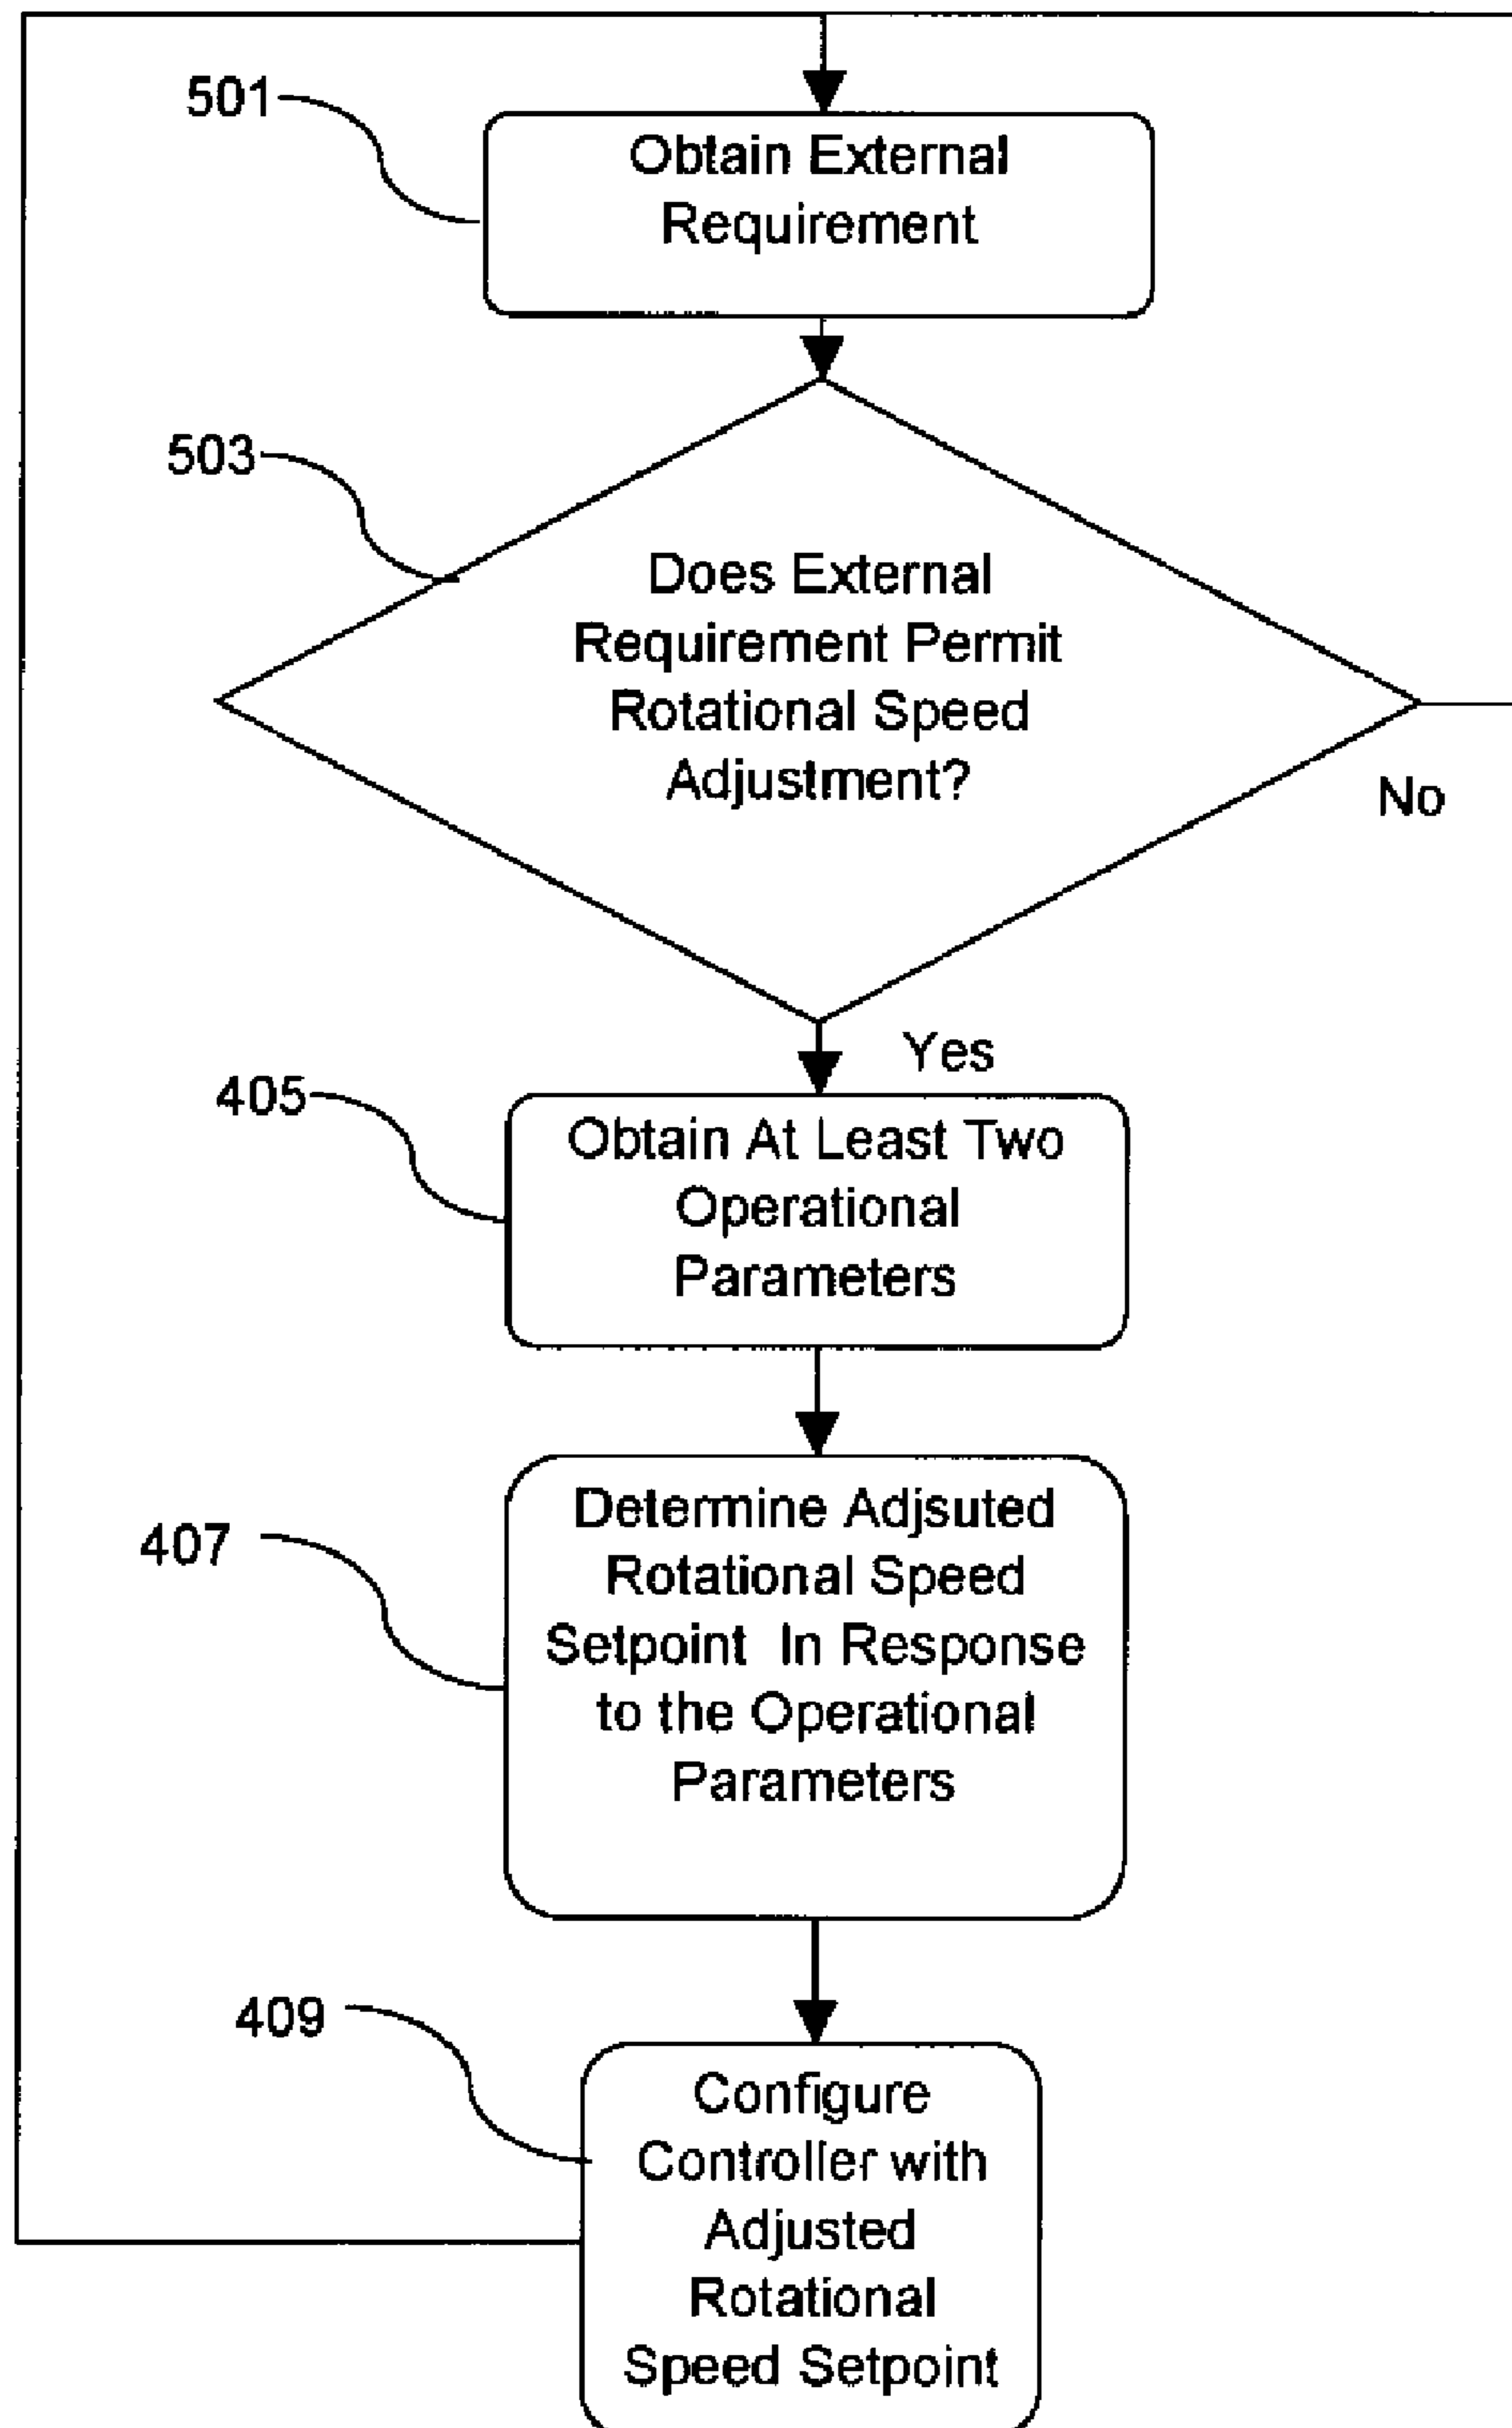 501
Obtain External
Requirement
503
Does External
Requirement Permit
Rotational Speed
Adjustment?
No
Yes
405
Obtain At Least Two
Operational
Parameters
407
Determine Adjsuted
Rotational Speed
Setpoint In Response
to the Operational
Parameters
409
Configure
Controller with
Adjusted
Rotational
Speed Setpoint